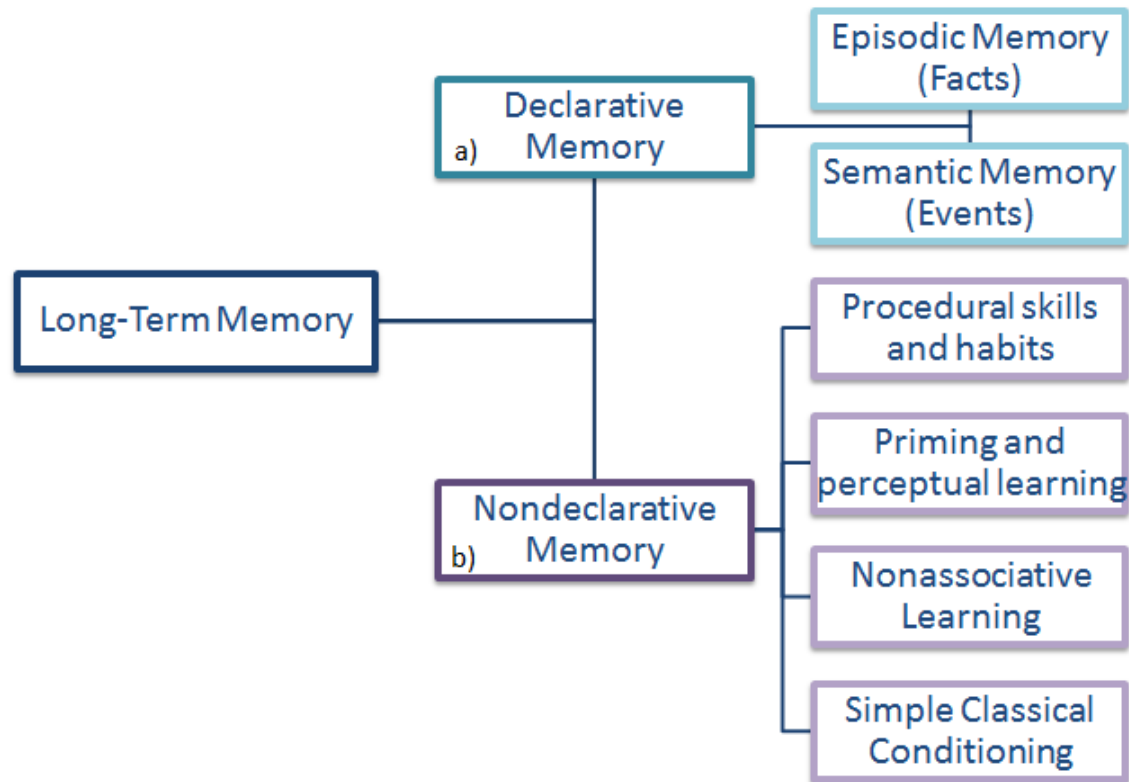 Episodic Memory
(Facts)
a) Declarative
Memory
Semantic Memory
(Events)
Long-Term Memory
Procedural skills
and habits
Priming and
perceptual learning
b) Nondeclarative
Memory
Nonassociative
Learning
Simple Classical
Conditioning